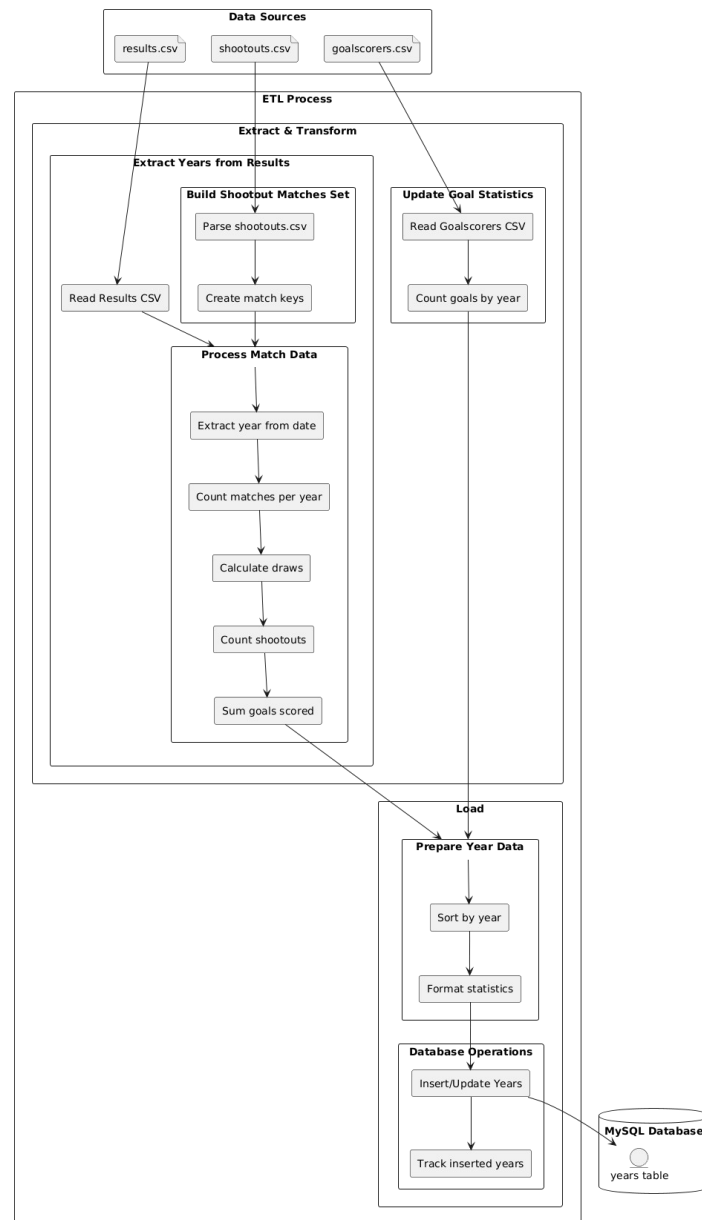 Data Sources
results.csv
shootouts.csv
goalscorers.csv
ETL Process
Extract & Transform
Extract Years from Results
Build Shootout Matches Set
Update Goal Statistics
Parse shootouts.csv
Read Goalscorers CSV
Read Results CSV
Create match keys
Count goals by year
Process Match Data
Extract year from date
Count matches per year
Calculate draws
Count shootouts
Sum goals scored
Load
Prepare Year Data
Sort by year
Format statistics
Database Operations
Insert/Update Years
Track inserted years
MySQL Database
years table